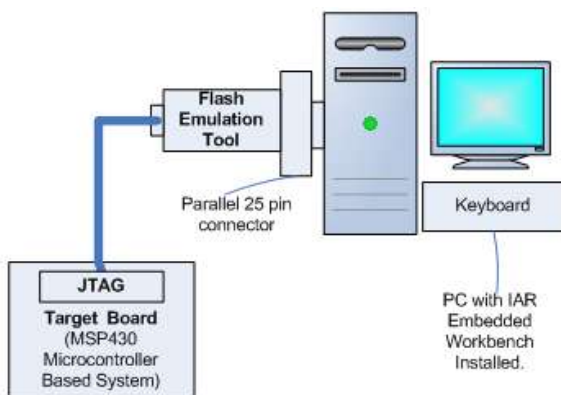 Flash
Emulation
Tool
Parallel 25 pin
connector
Keyboard
JTAG
Target Board
(MSP430
Microcontroller
Based System)
PC with IAR
Embedded
Workbench
Installed.